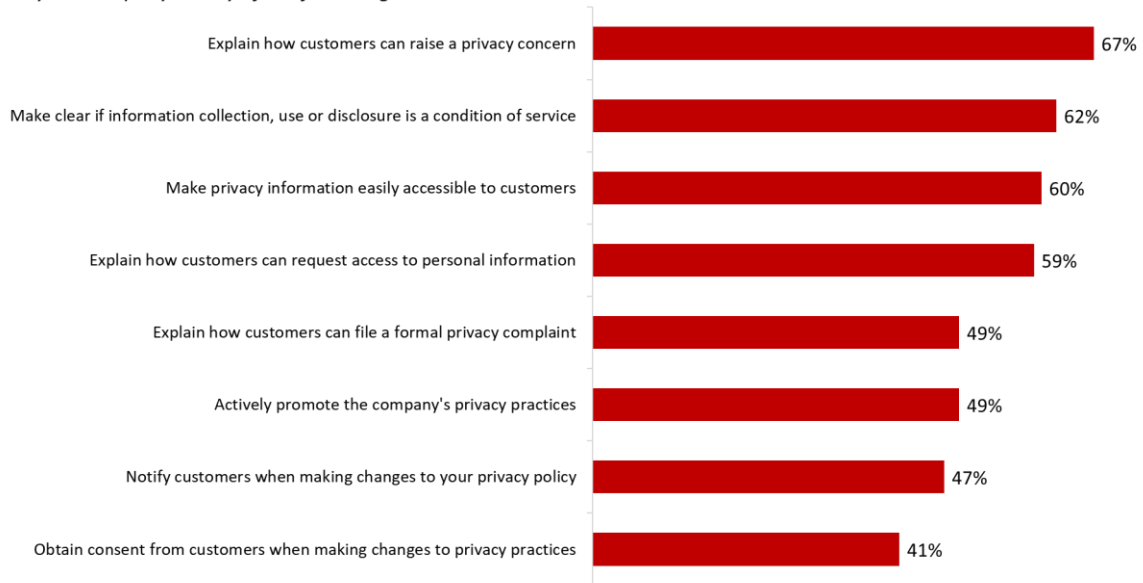 Explain how customers can raise a privacy concern 67%
Make clear if information collection, use or disclosure is a condition of service 62%
Make privacy information easily accessible to customers 60%
Explain how customers can request access to personal information 59%
Explain how customers can file a formal privacy complaint 49%
Actively promote the company's privacy practices 49%
Notify customers when making changes to your privacy policy 47%
Obtain consent from customers when making changes to privacy practices 41%